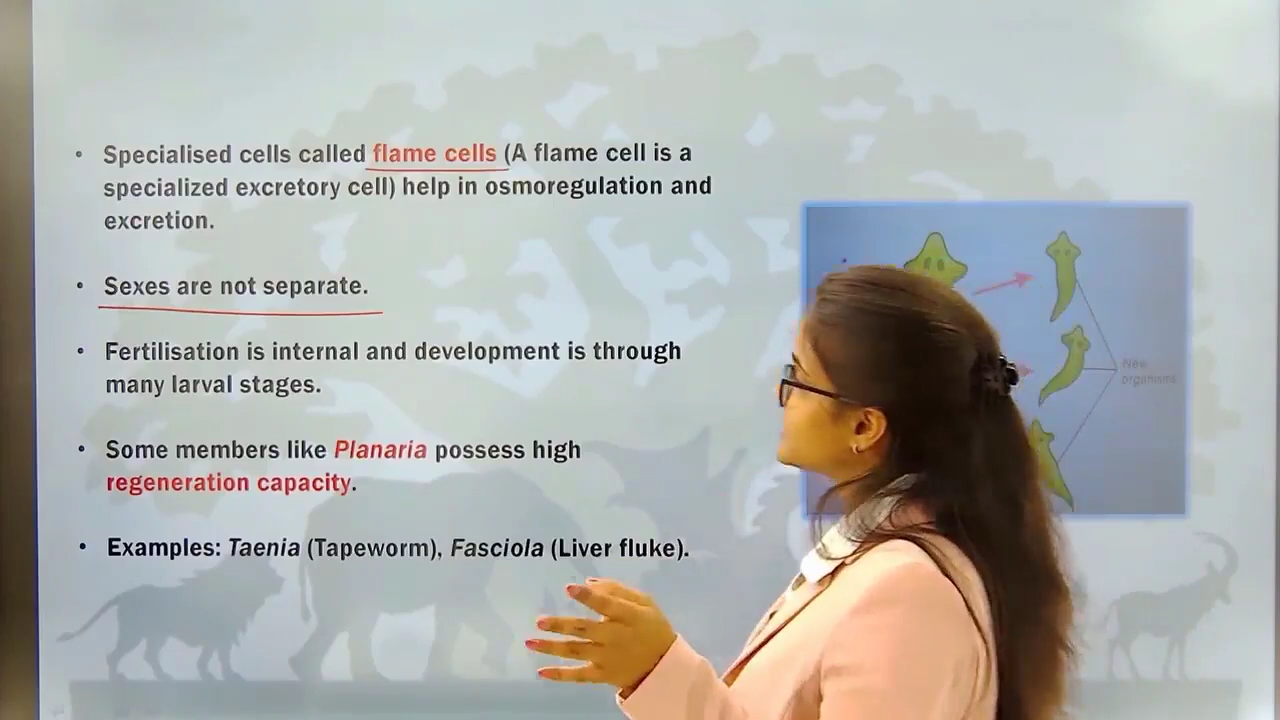 • Specialised cells called flame cells (A flame cell is a
specialized excretory cell) help in osmoregulation and
excretion.
• Sexes are not separate.
• Fertilisation is internal and development is through
many larval stages.
• Some members like Planaria possess high
regeneration capacity.
• Examples: Taenia (Tapeworm), Fasciola (Liver fluke).
New
organisms